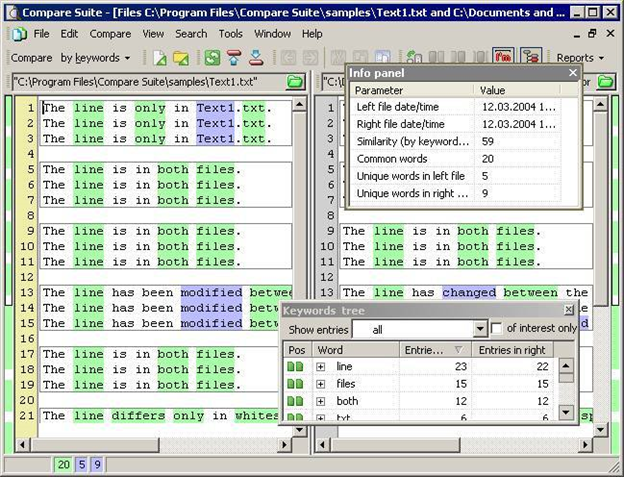 Compare Suite - [Files C:\Program Files\Compare Suite\samples\Text1.txt and C:\Documents and ...
File Edit Compare View Search Tools Window Help
Compare by keywords Reports
"C:\Program Files\Compare Suite\samples\Text1.txt"
1 The line is only in Text1.txt.
2 The line is only in Text1.txt.
3 The line is only in Text1.txt.
4
5 The line is in both files.
6 The line is in both files.
7 The line is in both files.
8
9 The line is in both files.
10 The line is in both files.
11 The line is in both files.
12
13 The line has been modified betwee
14 The line has been modified
15 The line has been modified
16
17 The line is in both files.
18 The line is in both files.
19 The line is in both files.
20
21 The line differs only in whites
"C:\Do
or
1
2
3
4
5
6
7
8
9 The line is in both files.
10 The line is in both files.
11 The line is in both files.
12
13 The line has changed between the
Info panel
Parameter Value
Left file date/time 12.03.2004 1...
Right file date/time 12.03.2004 1...
Similarity (by keyword... 59
Common words 20
Unique words in left file 5
Unique words in right ... 9
Keywords tree
Show entries all of interest only
Pos Word Entrie... Entries in right
line 23 22
files 15 15
both 12 12
txt 6 6
20 5 9